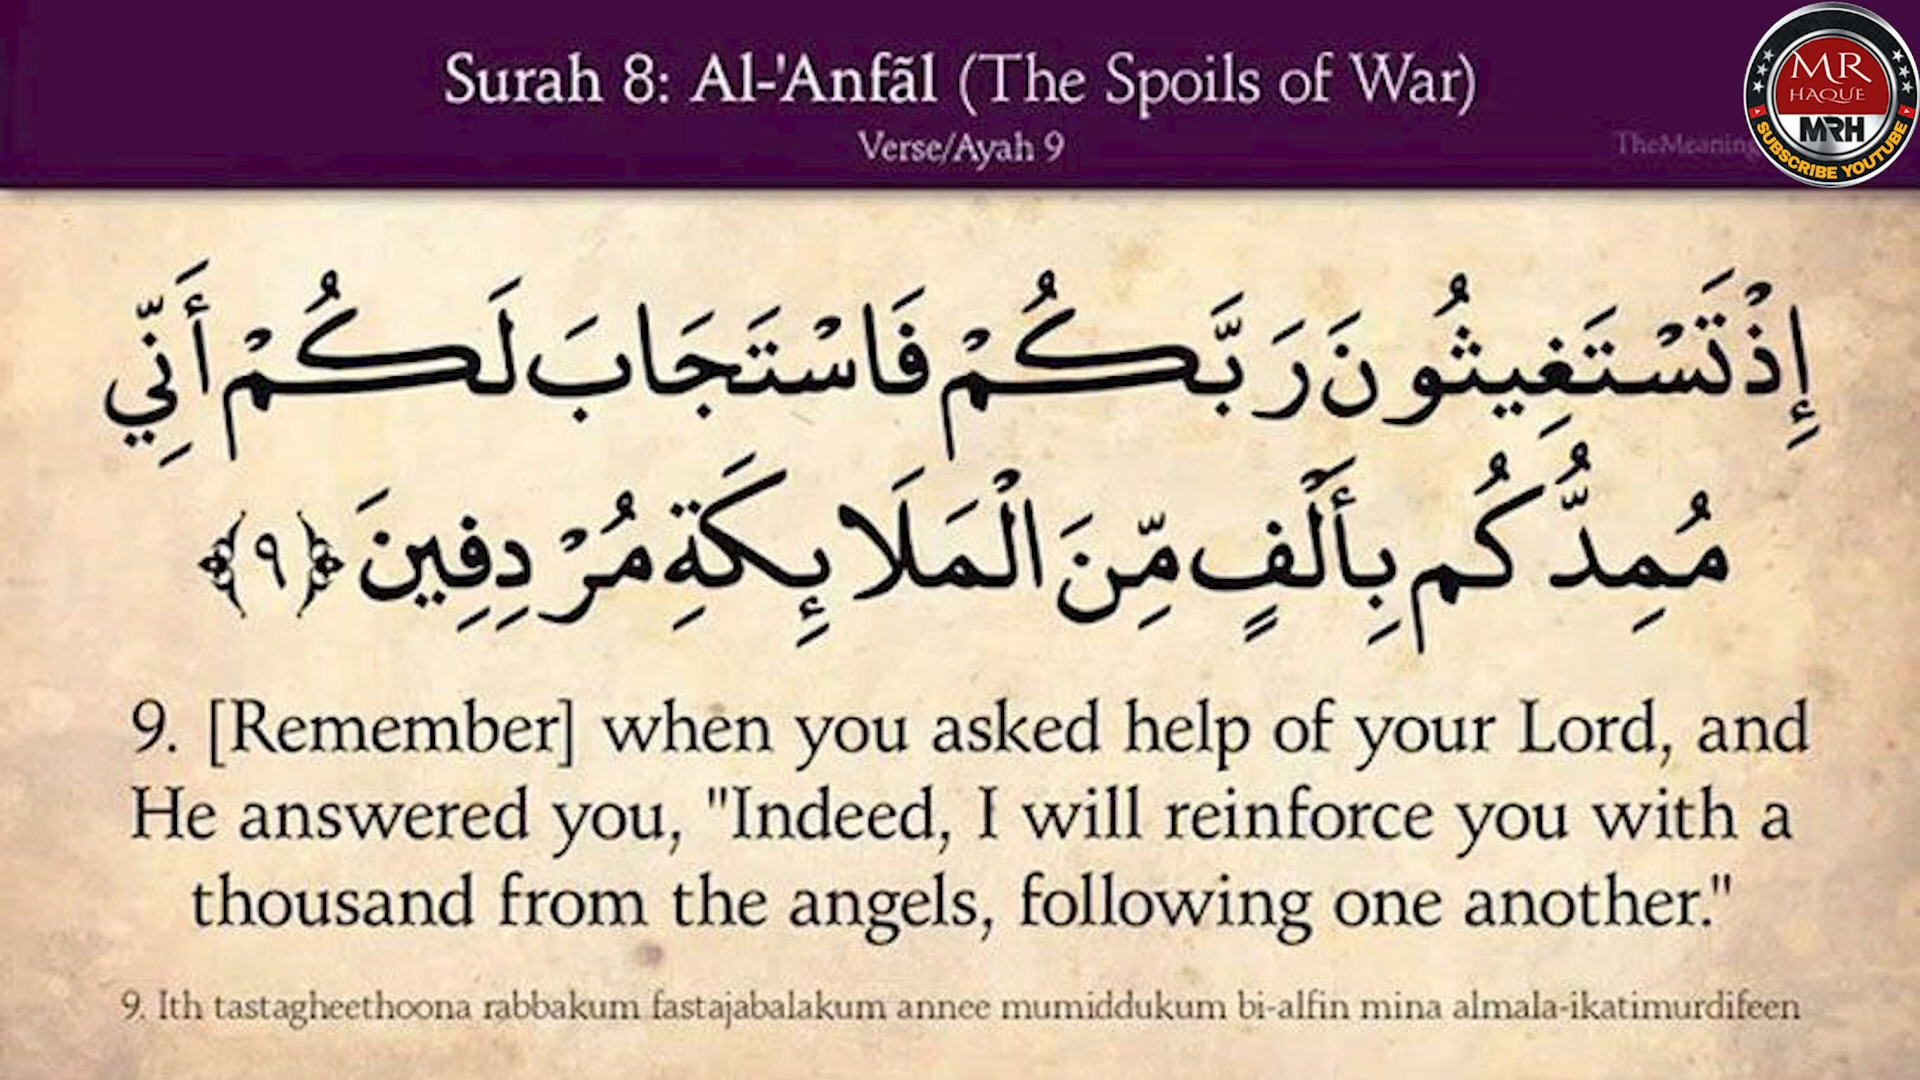 Surah 8: Al-'Anfãl (The Spoils of War)
Verse/Ayah 9
TheMeaning
MR
HAQUE
MRH
SUBSCRIBE YOUTUBE
إِذْ تَسْتَغِيثُونَ رَبَّكُمْ فَاسْتَجَابَ لَكُمْ أَنِّي
مُمِدُّكُم بِأَلْفٍ مِّنَ الْمَلَائِكَةِ مُرْدِفِينَ ﴿٩﴾
9. [Remember] when you asked help of your Lord, and
He answered you, "Indeed, I will reinforce you with a
thousand from the angels, following one another."
9. Ith tastagheethoona rabbakum fastajabalakum annee mumiddukum bi-alfin mina almala-ikatimurdifeen